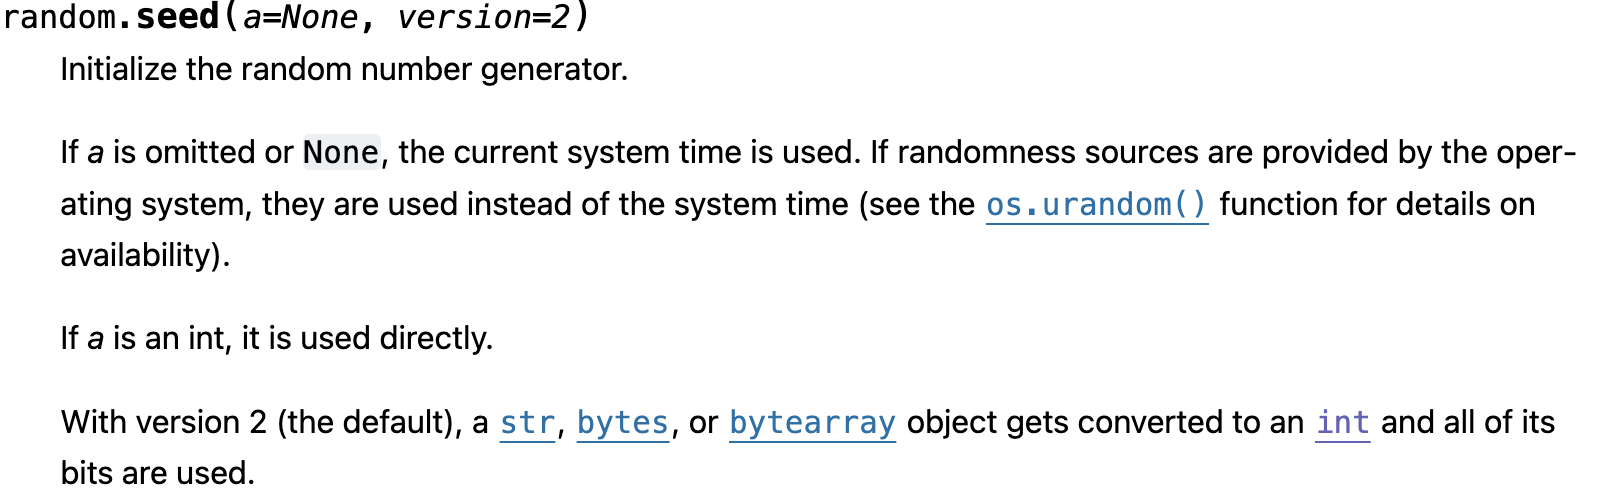 random.seed(a=None, version=2)
Initialize the random number generator.
If a is omitted or None, the current system time is used. If randomness sources are provided by the oper-
ating system, they are used instead of the system time (see the os.urandom() function for details on
availability).
If a is an int, it is used directly.
With version 2 (the default), a str, bytes, or bytearray object gets converted to an int and all of its
bits are used.